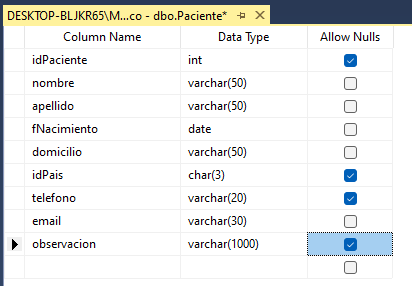 DESKTOP-BLJKR65\M...co - dbo.Paciente*
Column Name Data Type Allow Nulls
idPaciente int
nombre varchar(50)
apellido varchar(50)
fNacimiento date
domicilio varchar(50)
idPais char(3)
telefono varchar(20)
email varchar(30)
observacion varchar(1000)